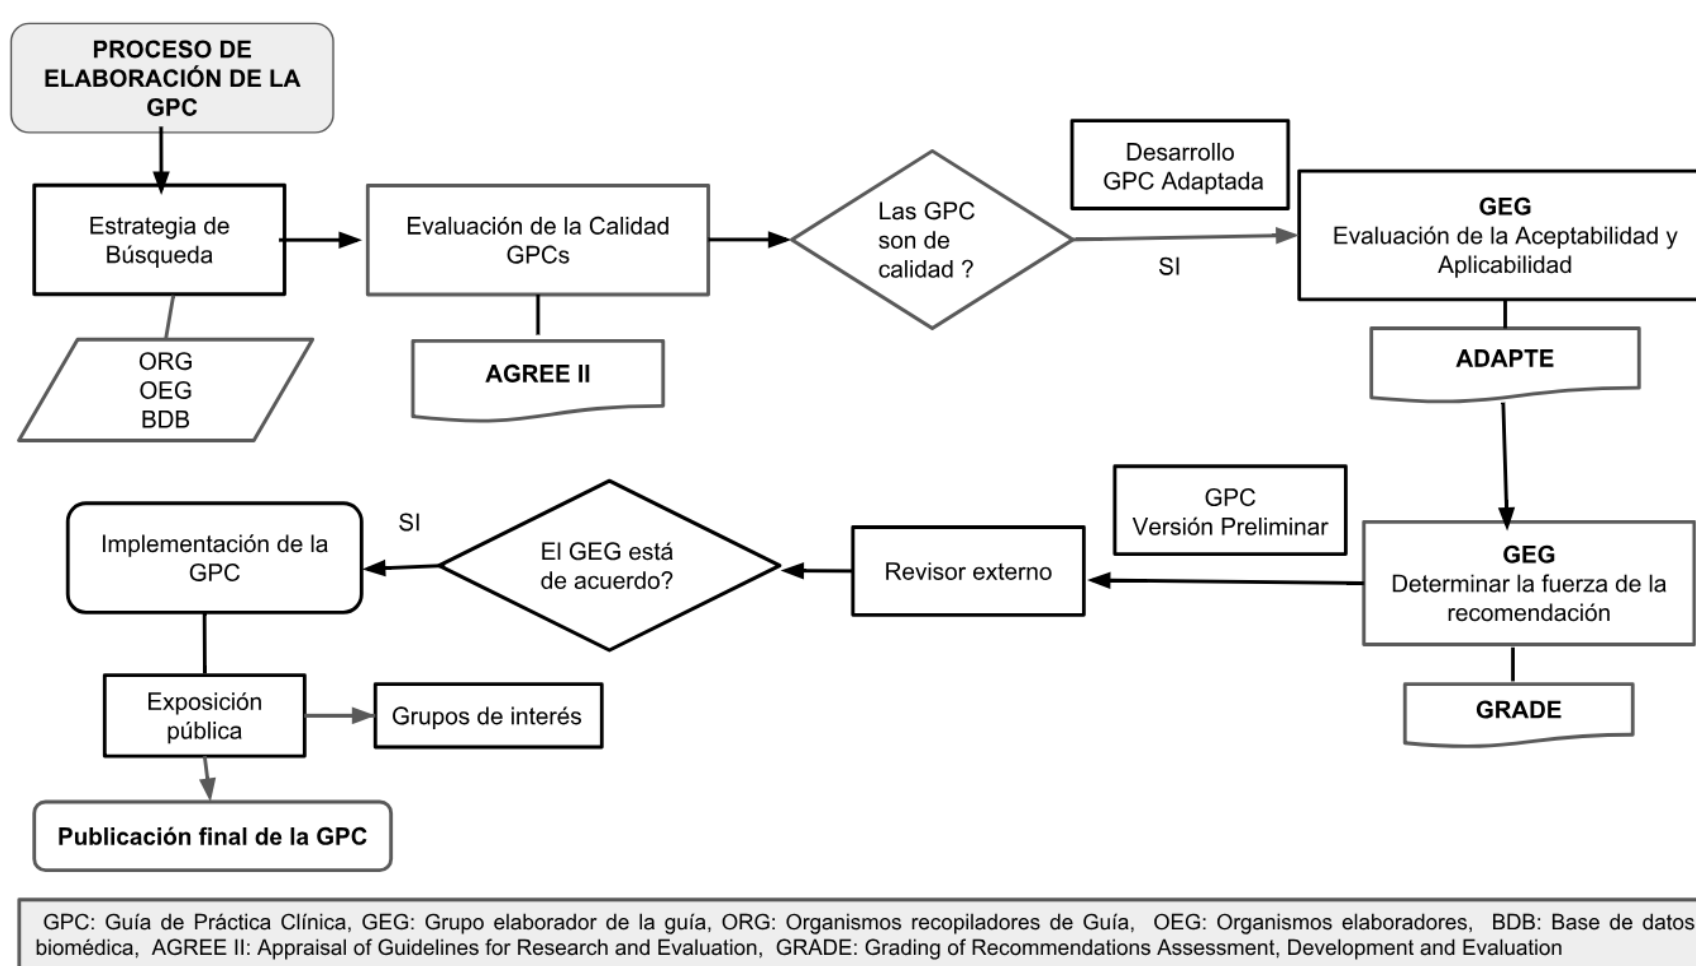 PROCESO DE
ELABORACIÓN DE LA
GPC
Estrategia de
Búsqueda
ORG
OEG
BDB
Evaluación de la Calidad
GPCs
AGREE II
Las GPC
son de
calidad ?
SI
Desarrollo
GPC Adaptada
GEG
Evaluación de la Aceptabilidad y
Aplicabilidad
ADAPTE
GEG
Determinar la fuerza de la
recomendación
GRADE
GPC
Versión Preliminar
Revisor externo
El GEG está
de acuerdo?
SI
Implementación de la
GPC
Exposición
pública
Grupos de interés
Publicación final de la GPC
GPC: Guía de Práctica Clínica, GEG: Grupo elaborador de la guía, ORG: Organismos recopiladores de Guía, OEG: Organismos elaboradores, BDB: Base de datos
biomédica, AGREE II: Appraisal of Guidelines for Research and Evaluation, GRADE: Grading of Recommendations Assessment, Development and Evaluation